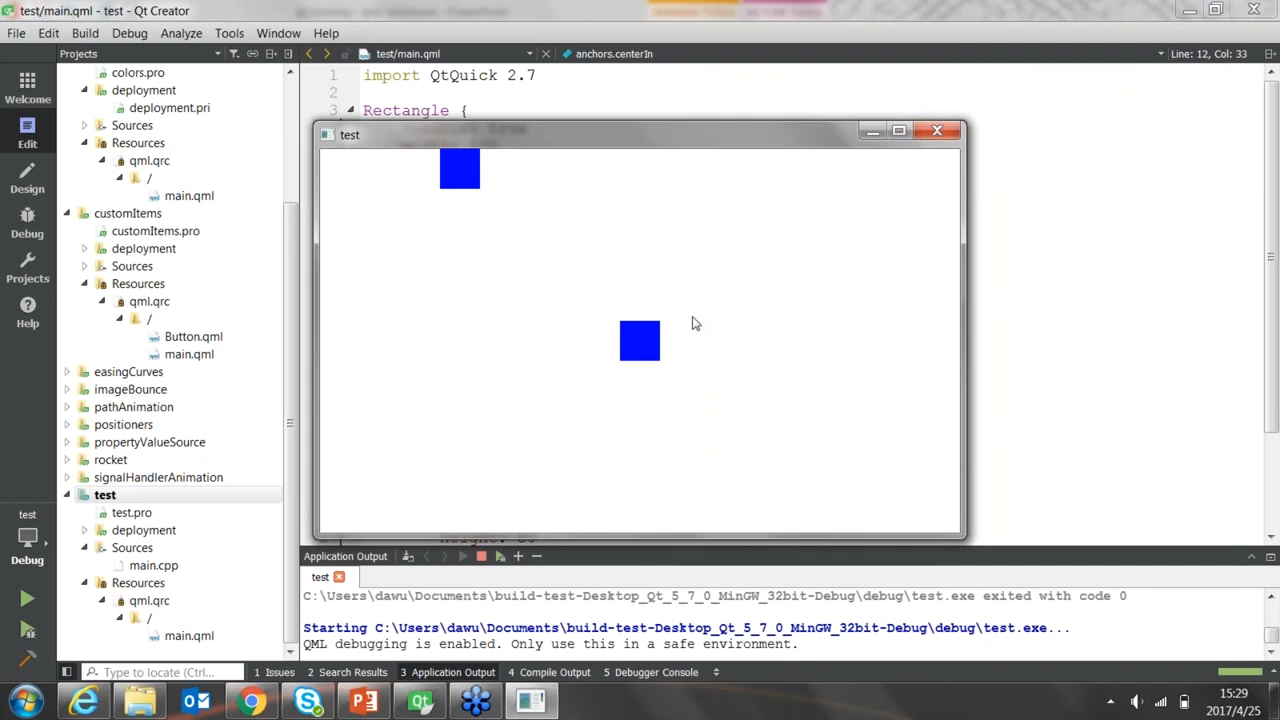 test/main.qml - test - Qt Creator
File Edit Build Debug Analyze Tools Window Help
Projects
test/main.qml
anchors.centerIn
Line: 12, Col: 33
Welcome
Edit
Design
Debug
Projects
Help
test
Debug
colors.pro
deployment
deployment.pri
Sources
Resources
qml.qrc
/
main.qml
customItems
customItems.pro
deployment
Sources
Resources
qml.qrc
/
Button.qml
main.qml
easingCurves
imageBounce
pathAnimation
positioners
propertyValueSource
rocket
signalHandlerAnimation
test
test.pro
deployment
Sources
main.cpp
Resources
qml.qrc
/
main.qml
1 import QtQuick 2.7
2
3 Rectangle {
test
Application Output
test
C:\Users\dawu\Documents\build-test-Desktop_Qt_5_7_0_MinGW_32bit-Debug\debug\test.exe exited with code 0
Starting C:\Users\dawu\Documents\build-test-Desktop_Qt_5_7_0_MinGW_32bit-Debug\debug\test.exe...
QML debugging is enabled. Only use this in a safe environment.
Type to locate (Ctrl...
1 Issues 2 Search Results 3 Application Output 4 Compile Output 5 Debugger Console
15:29
2017/4/25